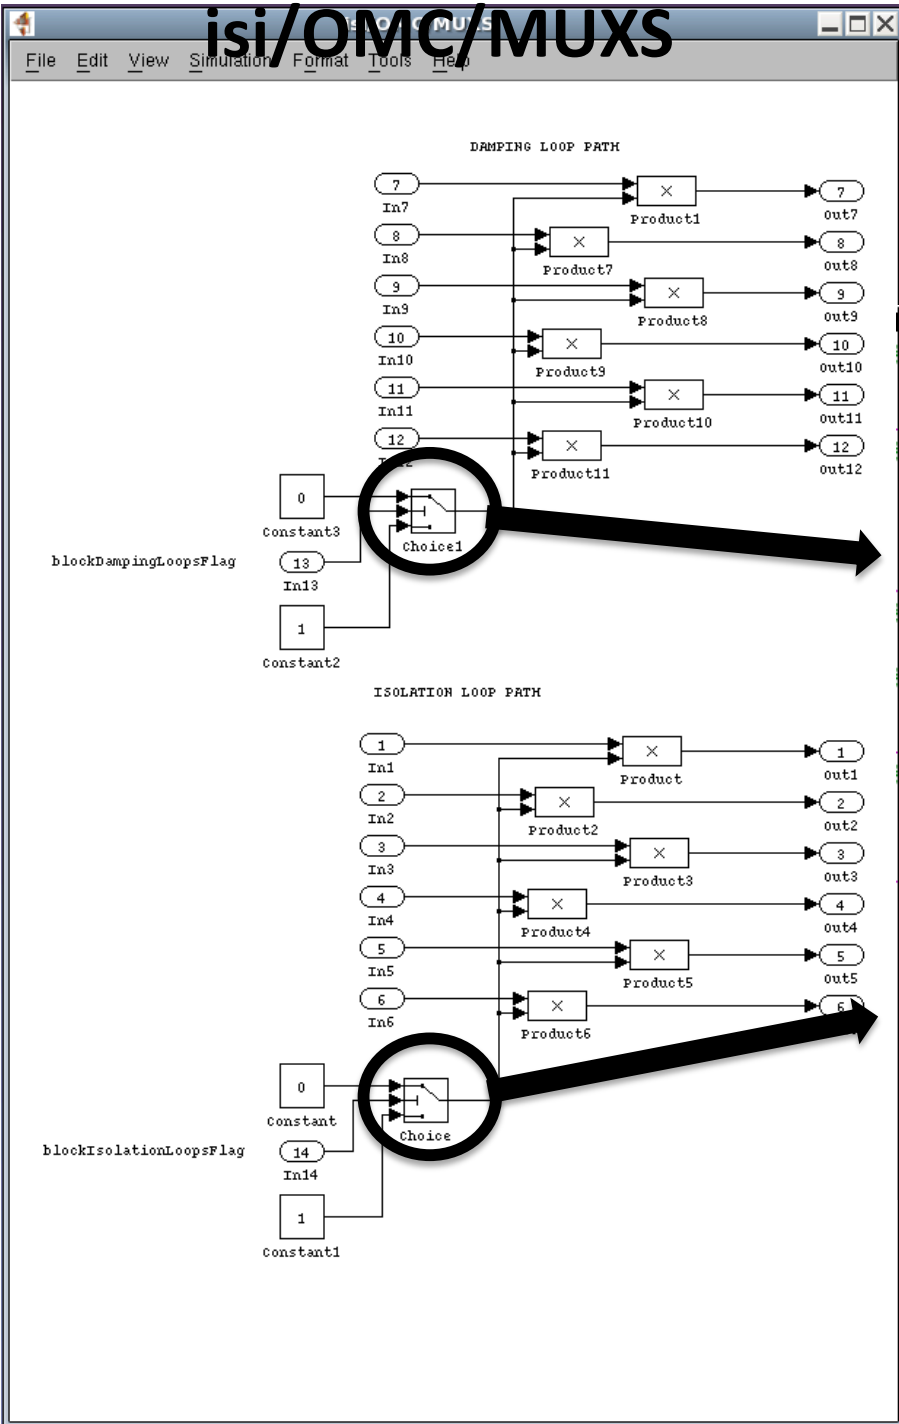 isi/OMC/MUXS
File Edit View Simulation Format Tools Help
DAMPING LOOP PATH
7
In7
×
Product1
7
Out7
8
In8
×
Product7
8
Out8
9
In9
×
Product8
9
Out9
10
In10
×
Product9
10
Out10
11
In11
×
Product10
11
Out11
12
×
Product11
12
Out12
0
Constant3
Choice1
blockDampingLoopsFlag
13
In13
1
Constant2
ISOLATION LOOP PATH
1
In1
×
Product
1
Out1
2
In2
×
Product2
2
Out2
3
In3
×
Product3
3
Out3
4
In4
×
Product4
4
Out4
5
In5
×
Product5
5
Out5
6
In6
×
Product6
6
0
Constant
Choice
blockIsolationLoopsFlag
14
In14
1
Constant1